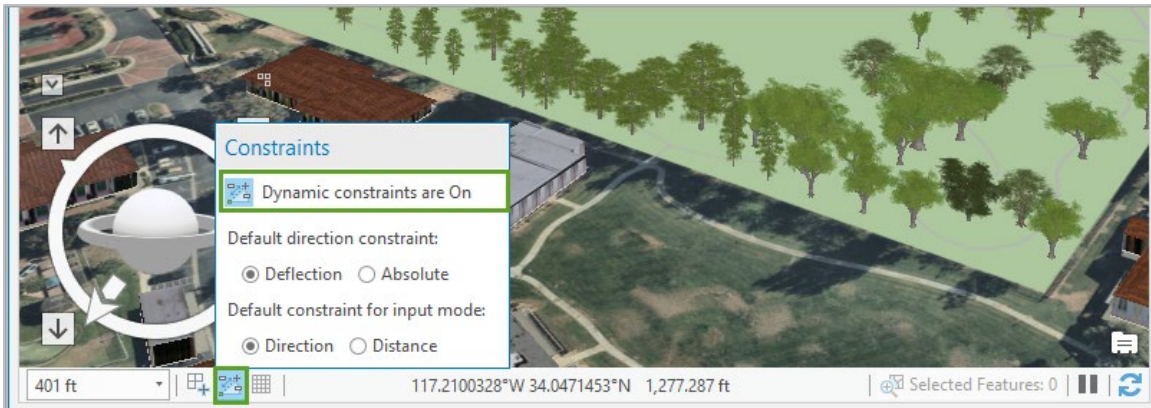 Constraints
Dynamic constraints are On
Default direction constraint:
Deflection Absolute
Default constraint for input mode:
Direction Distance
401 ft 117.2100328°W 34.0471453°N 1,277.287 ft Selected Features: 0